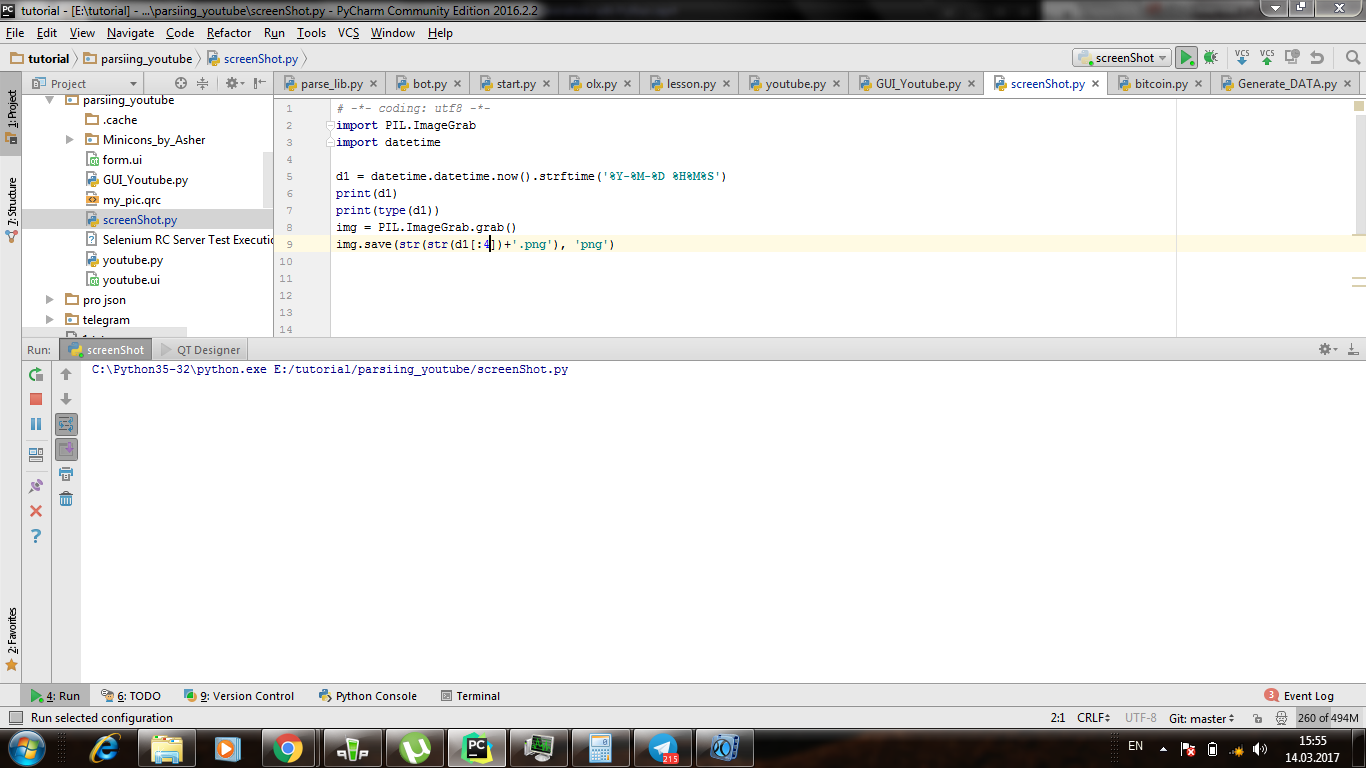 tutorial - [E:\tutorial] - ...\parsiing_youtube\screenShot.py - PyCharm Community Edition 2016.2.2
File Edit View Navigate Code Refactor Run Tools VCS Window Help
tutorial parsiing_youtube screenShot.py screenShot VCS VCS
1: Project
7: Structure
2: Favorites
Project
parsiing_youtube
.cache
Minicons_by_Asher
form.ui
GUI_Youtube.py
my_pic.qrc
screenShot.py
Selenium RC Server Test Executio
youtube.py
youtube.ui
pro json
telegram
parse_lib.py bot.py start.py olx.py lesson.py youtube.py GUI_Youtube.py screenShot.py bitcoin.py Generate_DATA.py
1 # -*- coding: utf8 -*-
2 import PIL.ImageGrab
3 import datetime
4
5 d1 = datetime.datetime.now().strftime('%Y-%M-%D %H%M%S')
6 print(d1)
7 print(type(d1))
8 img = PIL.ImageGrab.grab()
9 img.save(str(str(d1[:4])+'.png'), 'png')
10
11
12
13
14
Run: screenShot QT Designer
C:\Python35-32\python.exe E:/tutorial/parsiing_youtube/screenShot.py
4: Run 6: TODO 9: Version Control Python Console Terminal 3 Event Log
Run selected configuration 2:1 CRLF UTF-8 Git: master 260 of 494M
PC 215 EN 15:55
14.03.2017